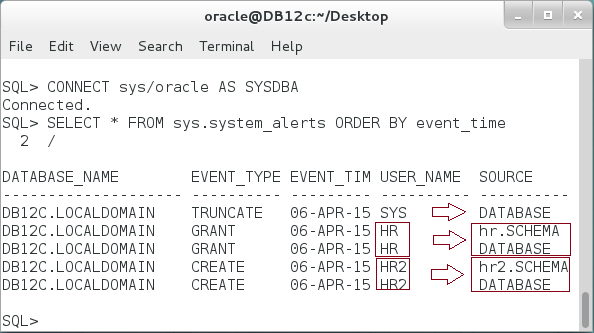 oracle@DB12c:~/Desktop
File Edit View Search Terminal Help
SQL> CONNECT sys/oracle AS SYSDBA
Connected.
SQL> SELECT * FROM sys.system_alerts ORDER BY event_time
  2  /
DATABASE_NAME EVENT_TYPE EVENT_TIM USER_NAME SOURCE
------------------- ---------- --------- ---------- ----------
DB12C.LOCALDOMAIN TRUNCATE 06-APR-15 SYS DATABASE
DB12C.LOCALDOMAIN GRANT 06-APR-15 HR hr.SCHEMA
DB12C.LOCALDOMAIN GRANT 06-APR-15 HR DATABASE
DB12C.LOCALDOMAIN CREATE 06-APR-15 HR2 hr2.SCHEMA
DB12C.LOCALDOMAIN CREATE 06-APR-15 HR2 DATABASE
SQL>